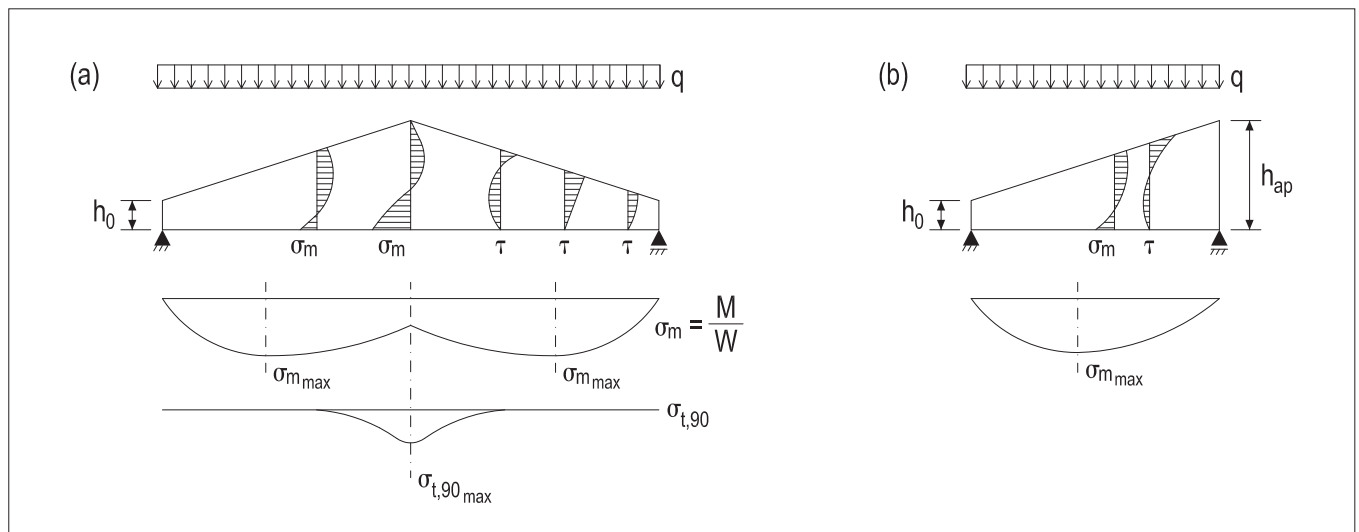 (a)
q
h0
σm
σm
τ
τ
τ
σm = M/W
σm max
σm max
σt,90
σt,90 max
(b)
q
h0
hap
σm
τ
σm max